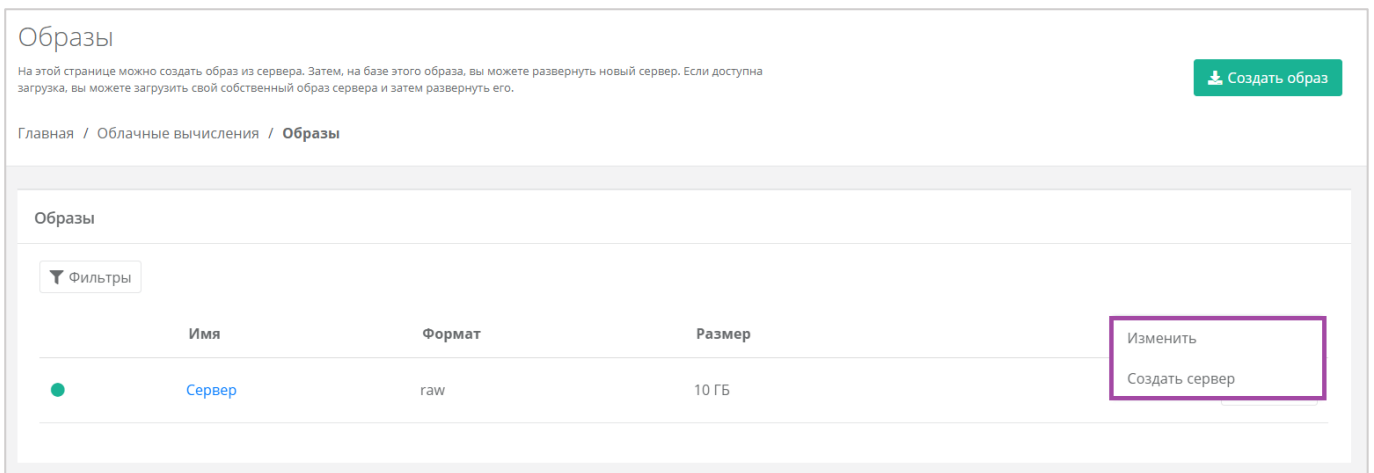 Образы
На этой странице можно создать образ из сервера. Затем, на базе этого образа, вы можете развернуть новый сервер. Если доступна
загрузка, вы можете загрузить свой собственный образ сервера и затем развернуть его.
Создать образ
Главная / Облачные вычисления / Образы
Образы
Фильтры
Имя Формат Размер
Изменить
Создать сервер
Сервер raw 10 ГБ